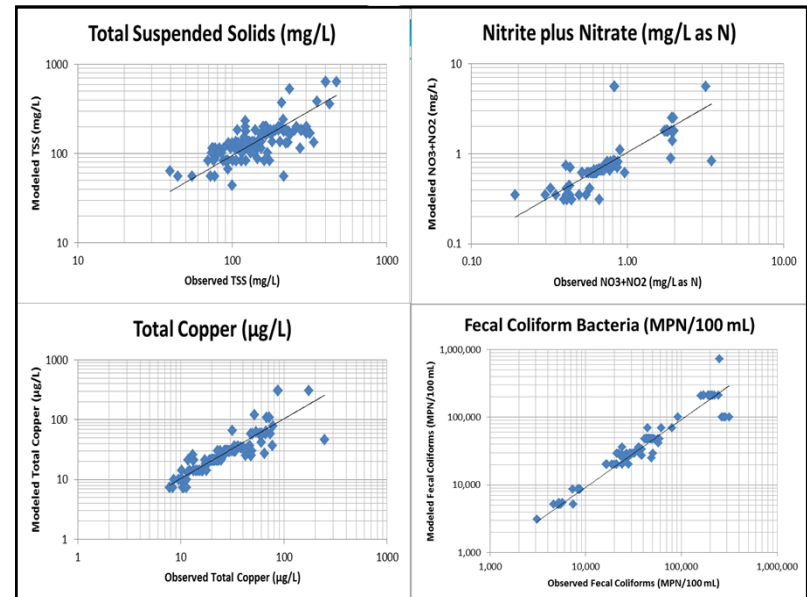 Total Suspended Solids (mg/L)
Modeled TSS (mg/L)
1000
100
10
10
100
1000
Observed TSS (mg/L)
Nitrite plus Nitrate (mg/L as N)
Modeled NO3+NO2 (mg/L)
10
1
0.1
0.10
1.00
10.00
Observed NO3+NO2 (mg/L as N)
Total Copper (µg/L)
Modeled Total Copper (µg/L)
1000
100
10
1
1
10
100
1000
Observed Total Copper (µg/L)
Fecal Coliform Bacteria (MPN/100 mL)
Modeled Fecal Coliforms (MPN/100 mL)
1,000,000
100,000
10,000
1,000
1,000
10,000
100,000
1,000,000
Observed Fecal Coliforms (MPN/100 mL)